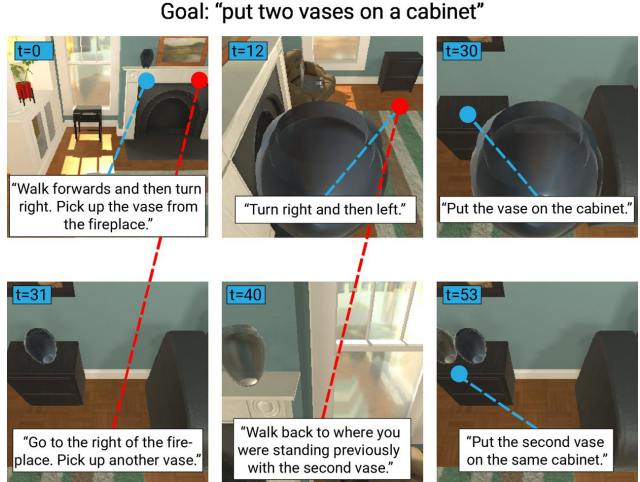 Goal: “put two vases on a cabinet”
t=0
t=12
t=30
“Walk forwards and then turn
right. Pick up the vase from
the fireplace.”
“Turn right and then left.”
“Put the vase on the cabinet.”
t=31
t=40
t=53
“Go to the right of the fire-
place. Pick up another vase.”
“Walk back to where you
were standing previously
with the second vase.”
“Put the second vase
on the same cabinet.”